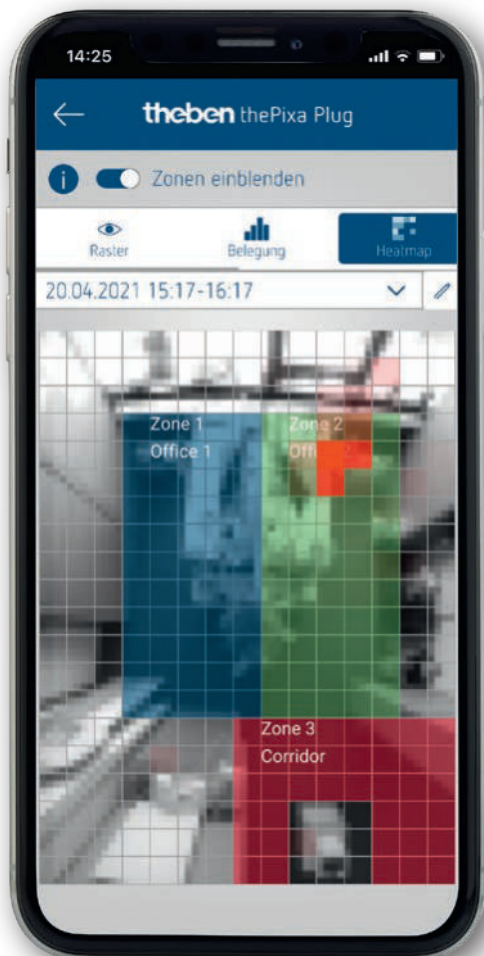 14:25
theben thePixa Plug
i Zonen einblenden
Raster Belegung Heatmap
20.04.2021 15:17-16:17
Zone 1 Zone 2
Office 1 Offi
Zone 3
Corridor